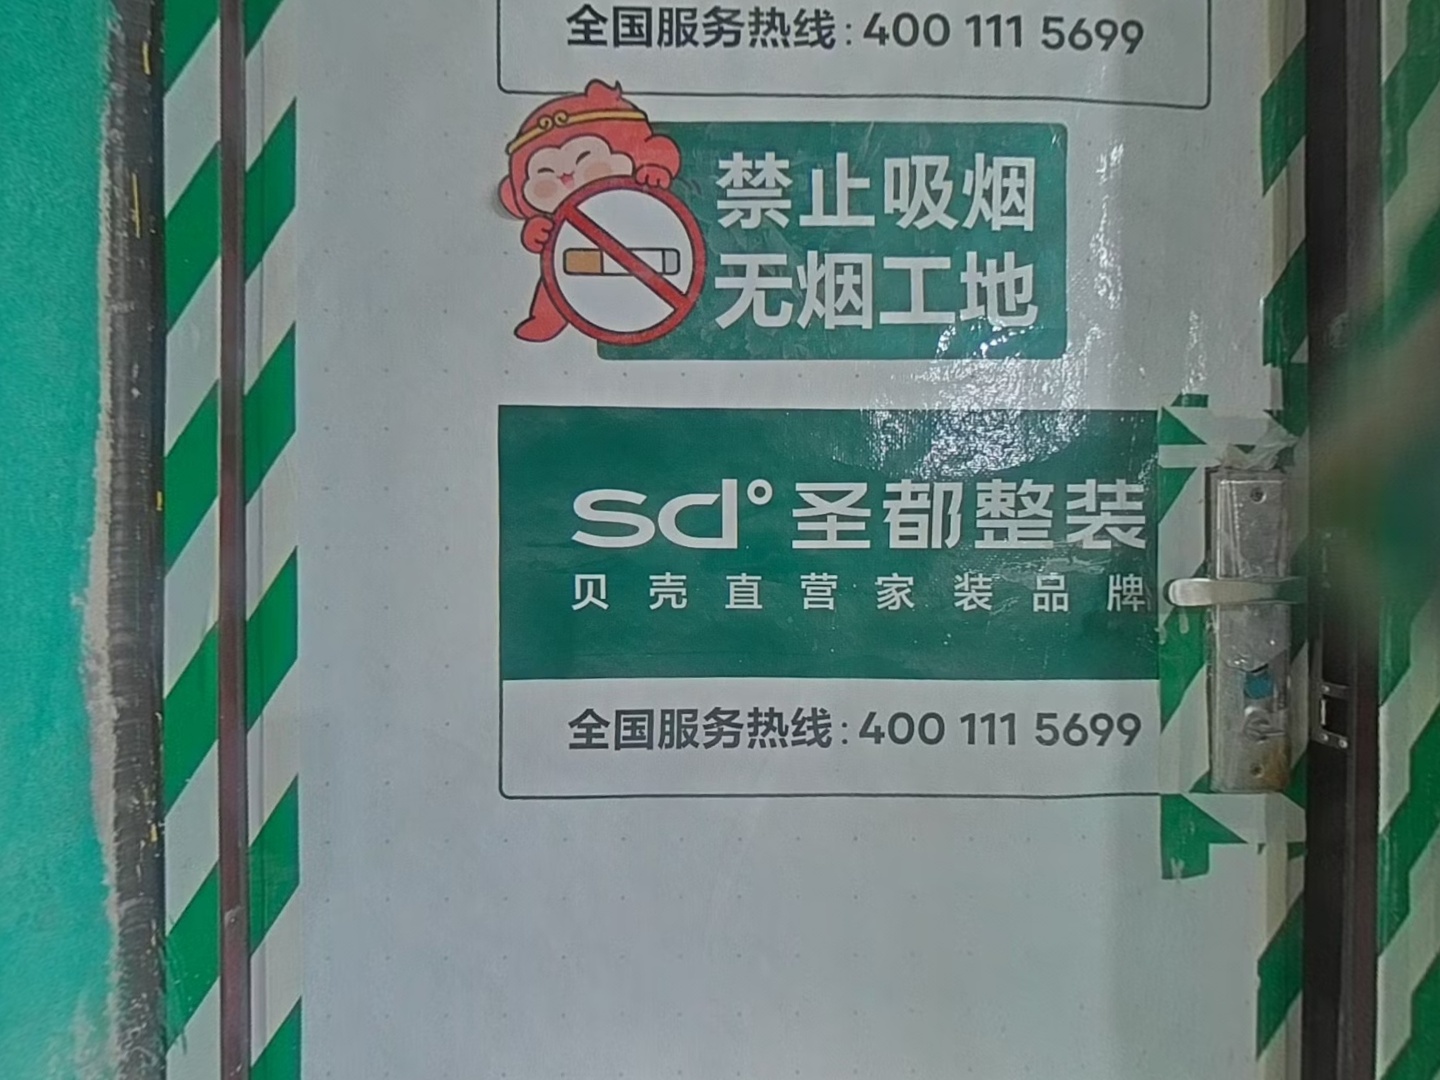 全国服务热线:400 111 5699
禁止吸烟
无烟工地
sd° 圣都整装
贝壳直营家装品牌
全国服务热线:400 111 5699